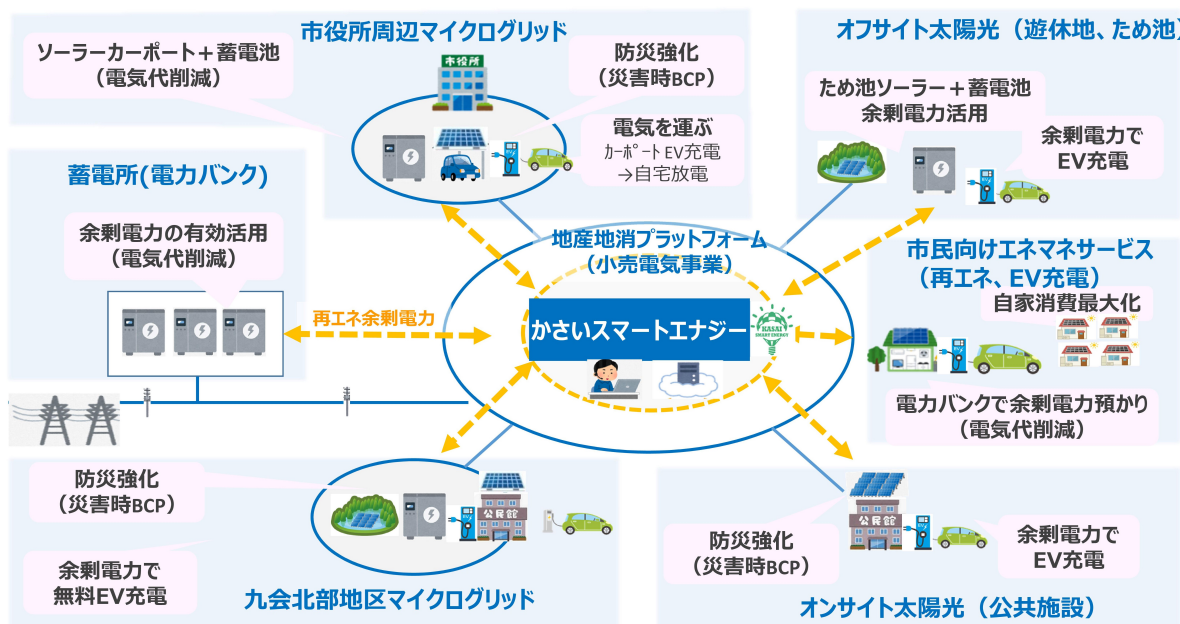 市役所周辺マイクログリッド
ソーラーカーポート＋蓄電池
（電気代削減）
市役所
防災強化
（災害時BCP）
電気を運ぶ
ｶｰﾎﾟｰﾄ EV充電
→自宅放電
オフサイト太陽光（遊休地、ため池）
ため池ソーラー＋蓄電池
余剰電力活用
余剰電力で
EV充電
蓄電所(電力バンク)
余剰電力の有効活用
（電気代削減）
再エネ余剰電力
地産地消プラットフォーム
（小売電気事業）
かさいスマートエナジー
KASAI
SMART ENERGY
市民向けエネマネサービス
（再エネ、EV充電）
自家消費最大化
電力バンクで余剰電力預かり
（電気代削減）
防災強化
（災害時BCP）
公民館
余剰電力で
無料EV充電
九会北部地区マイクログリッド
公民館
防災強化
（災害時BCP）
余剰電力で
EV充電
オンサイト太陽光（公共施設）